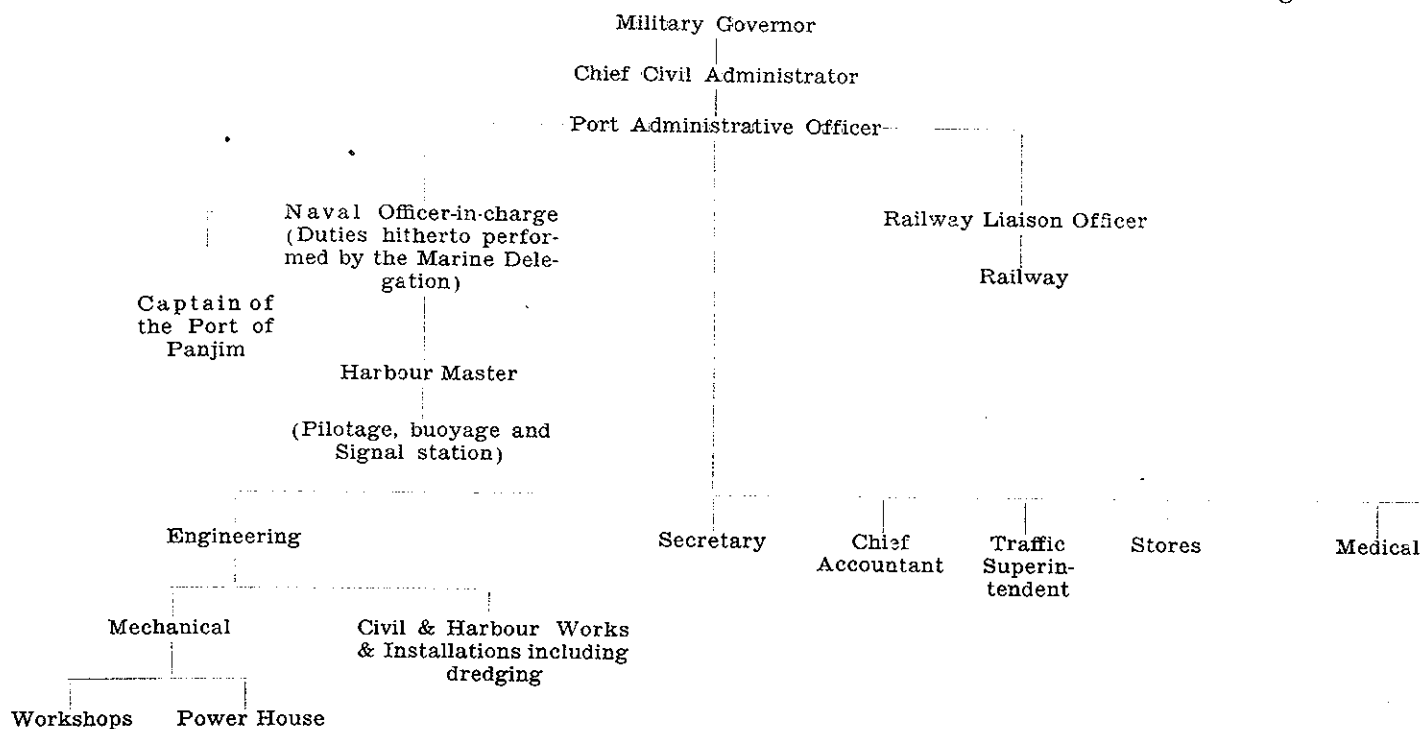 Military Governor
Chief Civil Administrator
Port Administrative Officer
Naval Officer-in-charge
(Duties hitherto perfor-
med by the Marine Dele-
gation)
Railway Liaison Officer
Railway
Captain of
the Port of
Panjim
Harbour Master
(Pilotage, buoyage and
Signal station)
Engineering
Secretary
Chief
Accountant
Traffic
Superin-
tendent
Stores
Medical
Mechanical
Civil & Harbour Works
& Installations including
dredging
Workshops
Power House